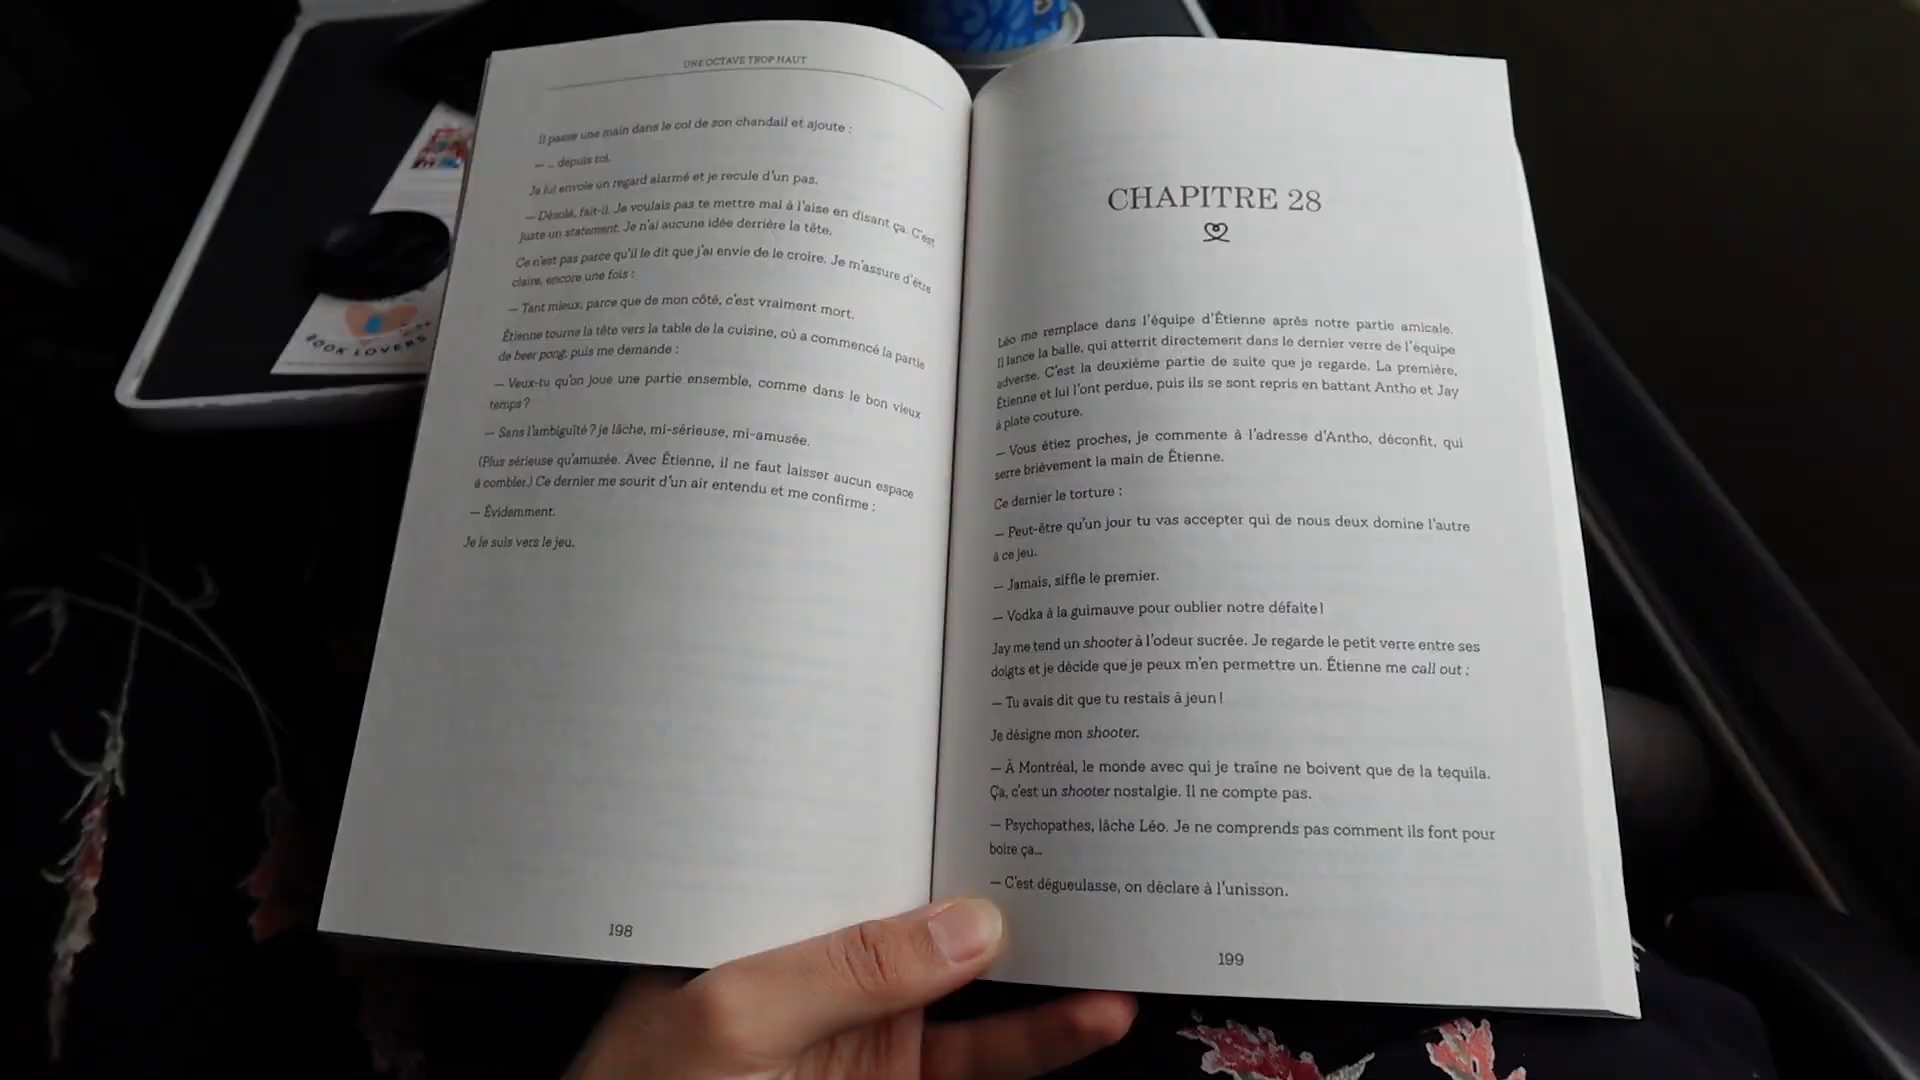 UNE OCTAVE TROP HAUT
Il passe une main dans le col de son chandail et ajoute :
— … depuis toi.
Je lui envoie un regard alarmé et je recule d'un pas.
— Désolé, fait-il. Je voulais pas te mettre mal à l'aise en disant ça. C'est
juste un statement. Je n'ai aucune idée derrière la tête.
Ce n'est pas parce qu'il le dit que j'ai envie de le croire. Je m'assure d'être
claire, encore une fois :
— Tant mieux, parce que de mon côté, c'est vraiment mort.
Étienne tourne la tête vers la table de la cuisine, où a commencé la partie
de beer pong, puis me demande :
— Veux-tu qu'on joue une partie ensemble, comme dans le bon vieux
temps ?
— Sans l'ambiguïté ? je lâche, mi-sérieuse, mi-amusée.
(Plus sérieuse qu'amusée. Avec Étienne, il ne faut laisser aucun espace
à combler.) Ce dernier me sourit d'un air entendu et me confirme :
— Évidemment.
Je le suis vers le jeu.
198
CHAPITRE 28
Léo me remplace dans l'équipe d'Étienne après notre partie amicale.
Il lance la balle, qui atterrit directement dans le dernier verre de l'équipe
adverse. C'est la deuxième partie de suite que je regarde. La première,
Étienne et lui l'ont perdue, puis ils se sont repris en battant Antho et Jay
à plate couture.
— Vous étiez proches, je commente à l'adresse d'Antho, déconfit, qui
serre brièvement la main de Étienne.
Ce dernier le torture :
— Peut-être qu'un jour tu vas accepter qui de nous deux domine l'autre
à ce jeu.
— Jamais, siffle le premier.
— Vodka à la guimauve pour oublier notre défaite !
Jay me tend un shooter à l'odeur sucrée. Je regarde le petit verre entre ses
doigts et je décide que je peux m'en permettre un. Étienne me call out :
— Tu avais dit que tu restais à jeun !
Je désigne mon shooter.
— À Montréal, le monde avec qui je traîne ne boivent que de la tequila.
Ça, c'est un shooter nostalgie. Il ne compte pas.
— Psychopathes, lâche Léo. Je ne comprends pas comment ils font pour
boire ça…
— C'est dégueulasse, on déclare à l'unisson.
199
BOOK LOVERS